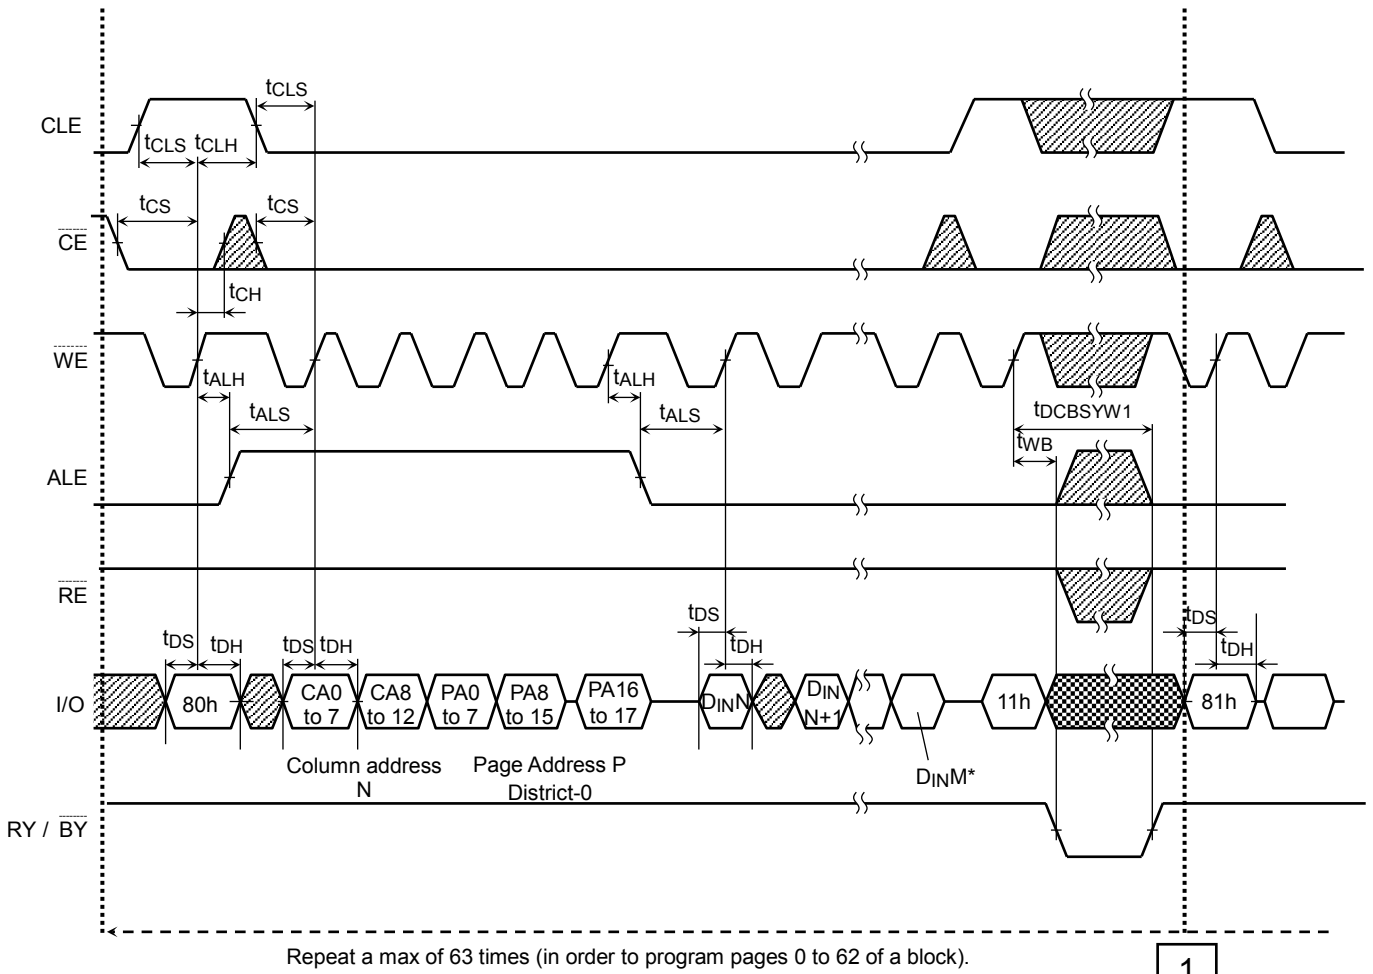 tCLS
CLE
tCLS tCLH
tCS tCS
CE
tCH
WE
tALH tALH
tALS tALS tDCBSYW1
tWB
ALE
RE
tDS tDH tDS tDH tDS tDH tDS tDH
I/O 80h CA0 to 7 CA8 to 12 PA0 to 7 PA8 to 15 PA16 to 17 DINN DIN N+1 11h 81h
Column address N
Page Address P District-0
DINM*
RY / BY
Repeat a max of 63 times (in order to program pages 0 to 62 of a block).
1